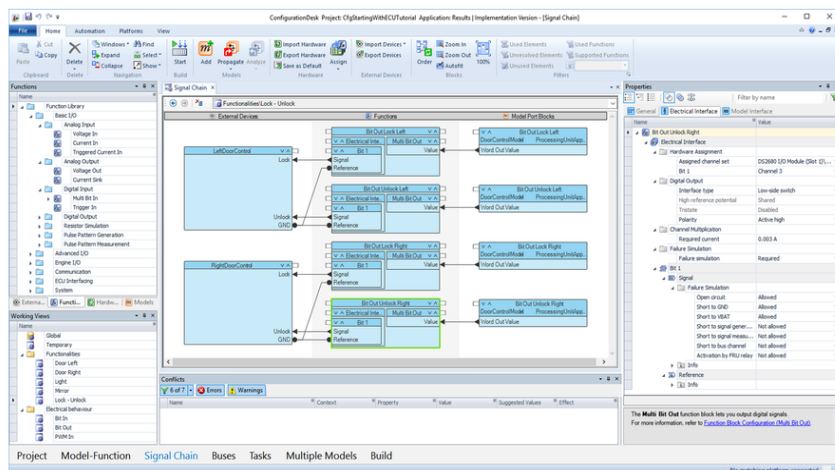 ConfigurationDesk Project: CfgStartingWithECUTutorial Application: Results | Implementation Version - [Signal Chain]
File Home Automation Platforms View
Paste Cut Copy Delete Windows Expand Collapse Find Select Show Start Add Propagate Analyze Import Hardware Export Hardware Save as Default Assign Import Devices Export Devices Order Zoom In Zoom Out Autofit 100% Used Elements Unresolved Elements Unused Elements Used Functions Supported Functions
Clipboard Delete Navigation Build Models Hardware External Devices Blocks Filters
Functions
Name
Function Library
Basic I/O
Analog Input
Voltage In
Current In
Triggered Current In
Analog Output
Voltage Out
Current Sink
Digital Input
Multi Bit In
Trigger In
Digital Output
Resistor Simulation
Pulse Pattern Generation
Pulse Pattern Measurement
Advanced I/O
Engine I/O
Communication
ECU Interfacing
System
Externa... Functi... Hardw... Models
Working Views
Name
Global
Temporary
Functionalities
Door Left
Door Right
Light
Mirror
Lock - Unlock
Electrical behaviour
Bit In
Bit Out
PWM In
Signal Chain
Functionalities\Lock - Unlock
External Devices Functions Model Port Blocks
LeftDoorControl
Lock
Unlock
GND
RightDoorControl
Lock
Unlock
GND
Bit Out Lock Left
Electrical Inte... Multi Bit Out
Bit 1 Value
Signal
Reference
Bit Out Unlock Left
Electrical Inte... Multi Bit Out
Bit 1 Value
Signal
Reference
Bit Out Lock Right
Electrical Inte... Multi Bit Out
Bit 1 Value
Signal
Reference
Bit Out Unlock Right
Electrical Inte... Multi Bit Out
Bit 1 Value
Signal
Reference
Bit Out Lock Left
DoorControlModel ProcessingUnitApp...
Word Out Value
Bit Out Unlock Left
DoorControlModel ProcessingUnitApp...
Word Out Value
Bit Out Lock Right
DoorControlModel ProcessingUnitApp...
Word Out Value
Bit Out Unlock Right
DoorControlModel ProcessingUnitApp...
Word Out Value
Conflicts
6 of 7 Errors Warnings
Name Context Property Value Suggested Values Effect
Properties
Filter by name
General Electrical Interface Model Interface
Name Value
Bit Out Unlock Right
Electrical Interface
Hardware Assignment
Assigned channel set DS2680 I/O Module (Slot 1)\...
Bit 1 Channel 3
Digital Output
Interface type Low-side switch
High-reference potential Shared
Tristate Disabled
Polarity Active high
Channel Multiplication
Required current 0.003 A
Failure Simulation
Failure simulation Required
Bit 1
Signal
Failure Simulation
Open circuit Allowed
Short to GND Allowed
Short to VBAT Allowed
Short to signal gener... Not allowed
Short to signal measu... Not allowed
Short to bus channel Not allowed
Activation by FRU relay Not allowed
Info
Reference
Info
The Multi Bit Out function block lets you output digital signals.
For more information, refer to Function Block Configuration (Multi Bit Out).
Project Model-Function Signal Chain Buses Tasks Multiple Models Build